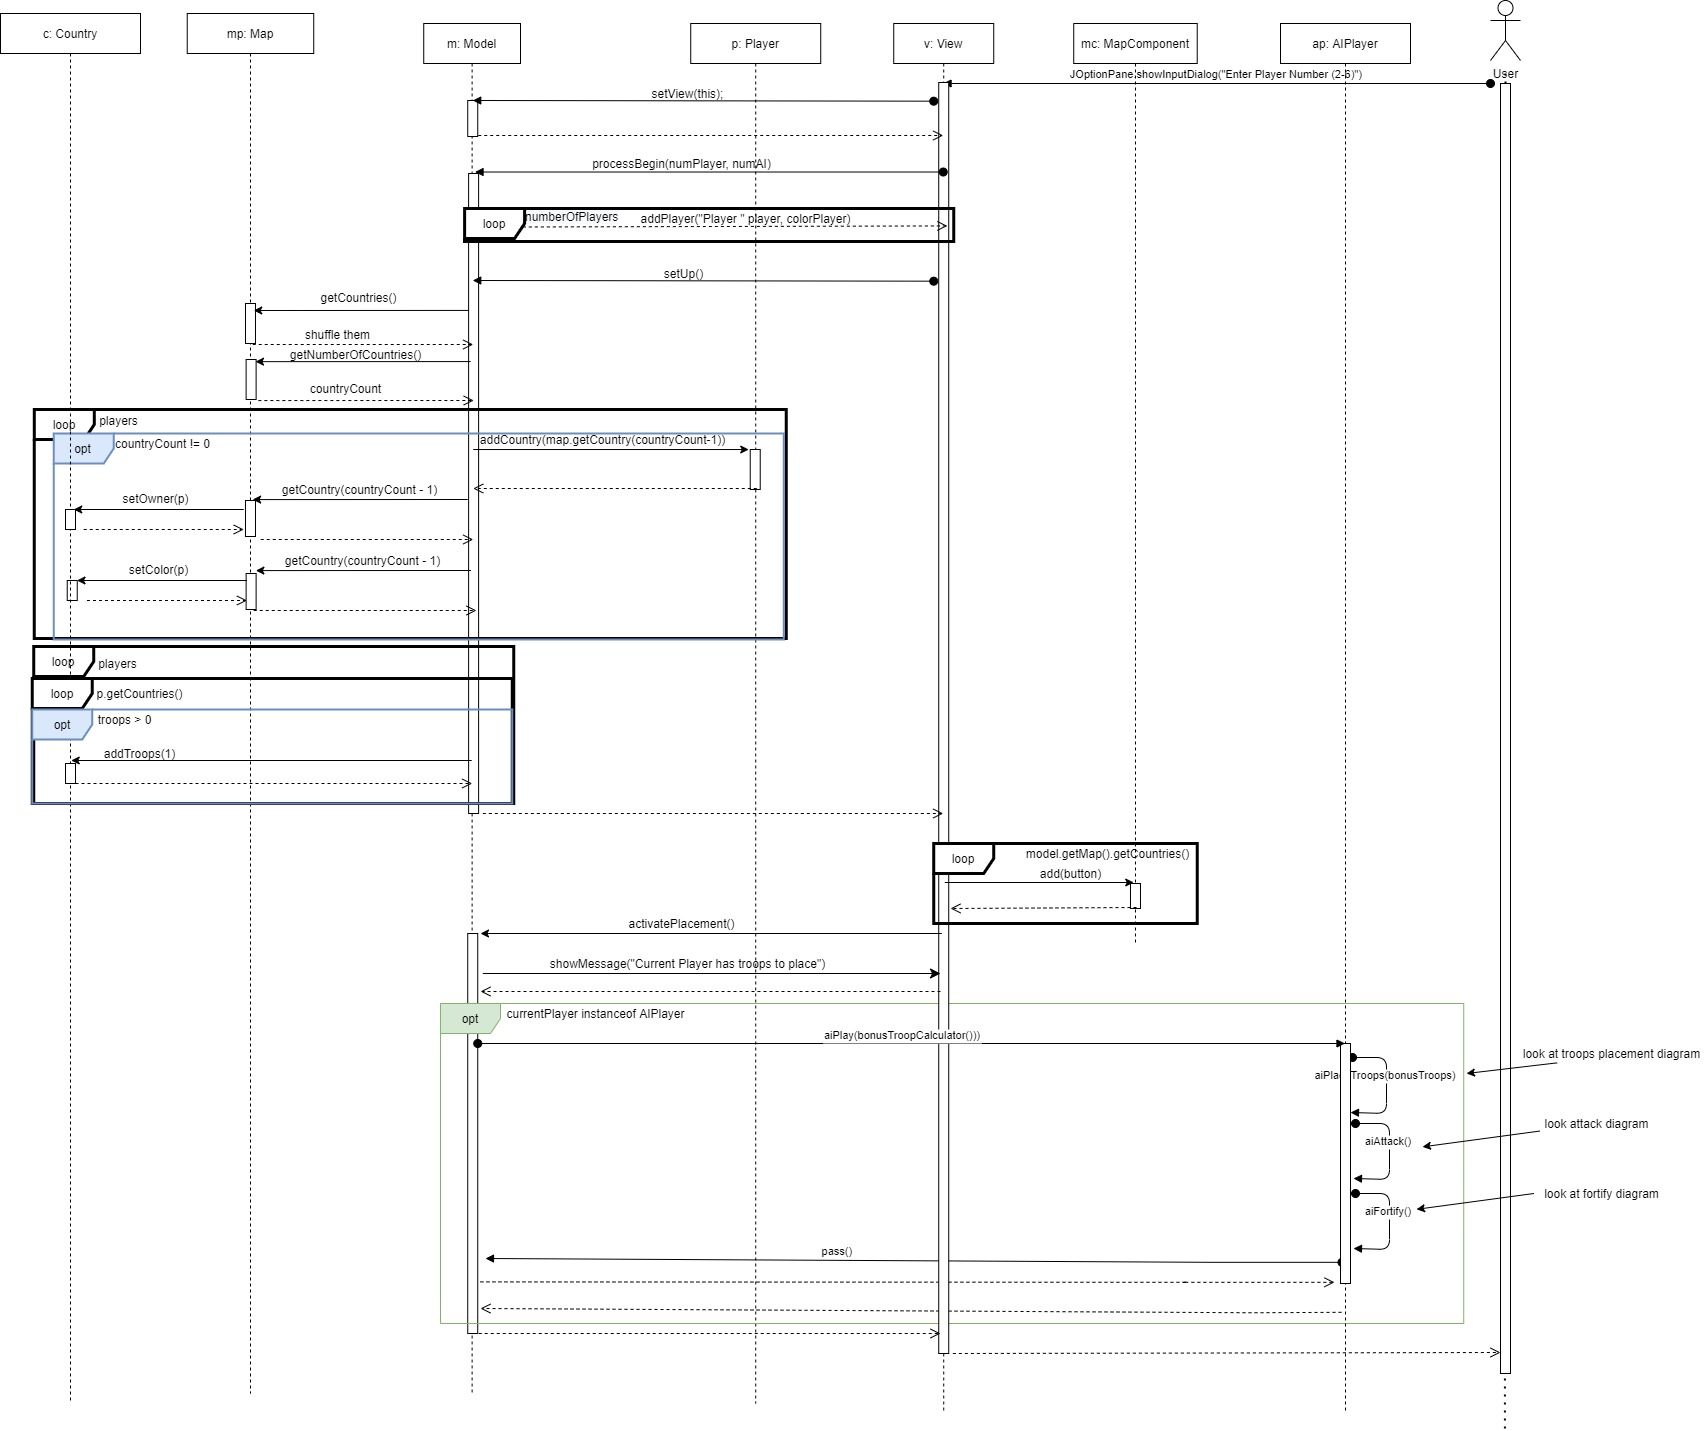 c: Country
mp: Map
m: Model
p: Player
v: View
mc: MapComponent
ap: AIPlayer
User
JOptionPane.showInputDialog("Enter Player Number (2-6)")
setView(this);
processBegin(numPlayer, numAI)
loop
numberOfPlayers
addPlayer("Player " player, colorPlayer)
setUp()
getCountries()
shuffle them
getNumberOfCountries()
countryCount
loop
players
opt
countryCount != 0
addCountry(map.getCountry(countryCount-1))
getCountry(countryCount - 1)
setOwner(p)
getCountry(countryCount - 1)
setColor(p)
loop
players
loop
p.getCountries()
opt
troops > 0
addTroops(1)
loop
model.getMap().getCountries()
add(button)
activatePlacement()
showMessage("Current Player has troops to place")
opt
currentPlayer instanceof AIPlayer
aiPlay(bonusTroopCalculator()))
look at troops placement diagram
aiPlaceTroops(bonusTroops)
look attack diagram
aiAttack()
look at fortify diagram
aiFortify()
pass()